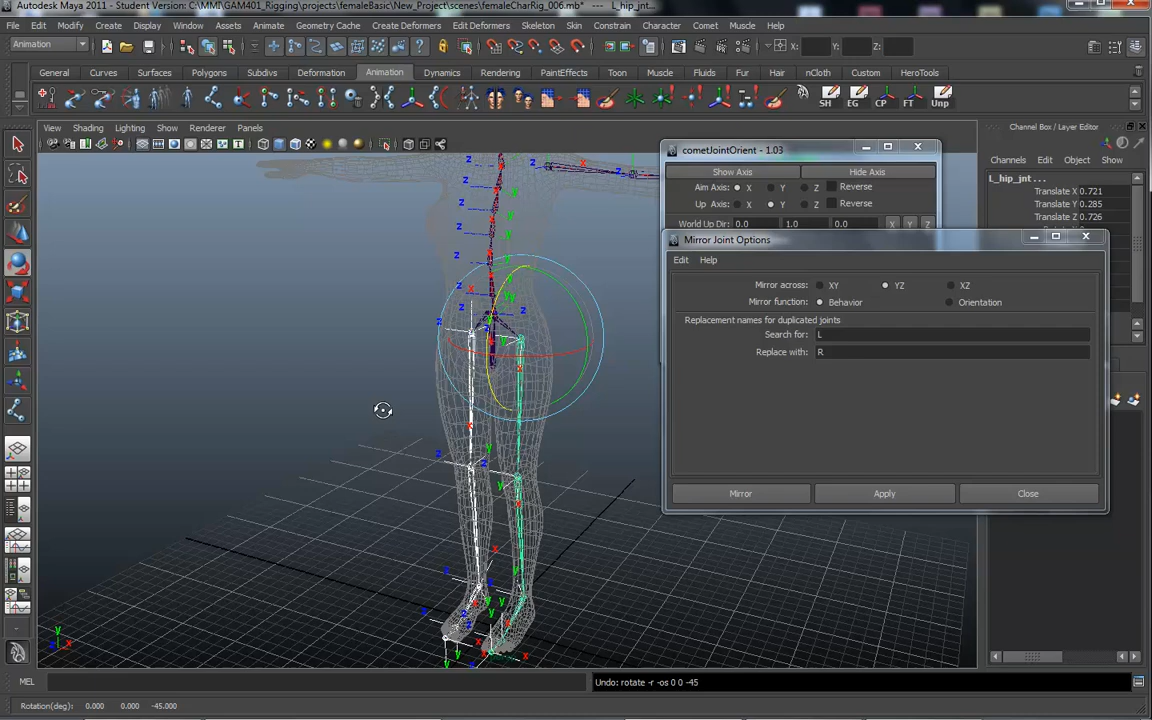 Autodesk Maya 2011 - Student Version: C:\MMI\GAM401_Rigging\projects\femaleBasic\New_Project\scenes\femaleCharRig_006.mb* --- L_hip_jnt...
File Edit Modify Create Display Window Assets Animate Geometry Cache Create Deformers Edit Deformers Skeleton Skin Constrain Character cometScripts Muscle Help
Animation
X: Y: Z:
General Curves Surfaces Polygons Subdivs Deformation Animation Dynamics Rendering PaintEffects Toon Muscle Fluids Fur Hair nCloth Custom HeroTools
SH EG CP FT Unp
View Shading Lighting Show Renderer Panels
Channel Box / Layer Editor
Channels Edit Object Show
L_hip_jnt ...
Translate X 0.721
Translate Y 0.285
Translate Z 0.726
cometJointOrient - 1.03
Show Axis Hide Axis
Aim Axis: X Y Z Reverse
Up Axis: X Y Z Reverse
World Up Dir: 0.0 1.0 0.0 X Y Z
Mirror Joint Options
Edit Help
Mirror across: XY YZ XZ
Mirror function: Behavior Orientation
Replacement names for duplicated joints
Search for: L
Replace with: R
Mirror Apply Close
MEL
Undo: rotate -r -os 0 0 -45
Rotation(deg): 0.000 0.000 -45.000